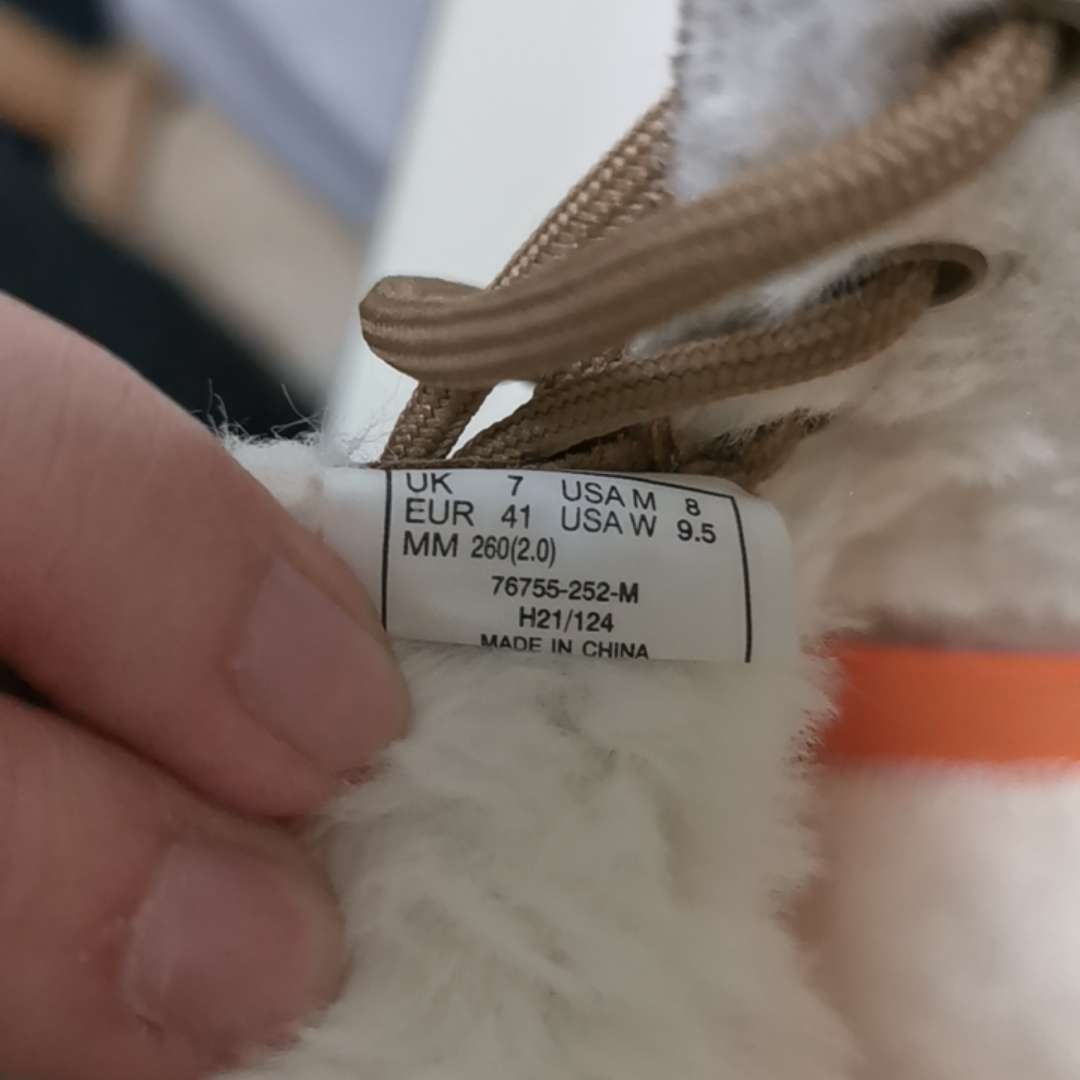 UK 7 USA M 8
EUR 41 USA W 9.5
MM 260(2.0)
76755-252-M
H21/124
MADE IN CHINA